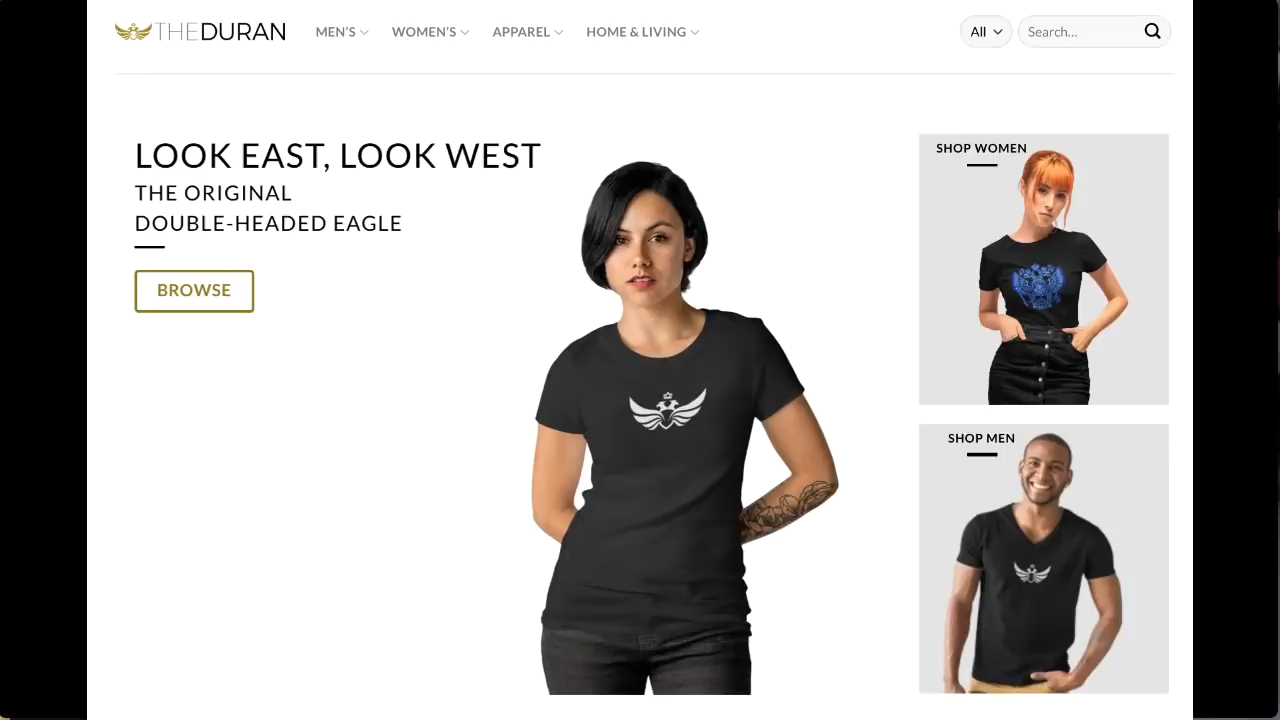 THEDURAN
MEN'S
WOMEN'S
APPAREL
HOME & LIVING
All
Search...
LOOK EAST, LOOK WEST
THE ORIGINAL
DOUBLE-HEADED EAGLE
BROWSE
SHOP WOMEN
SHOP MEN